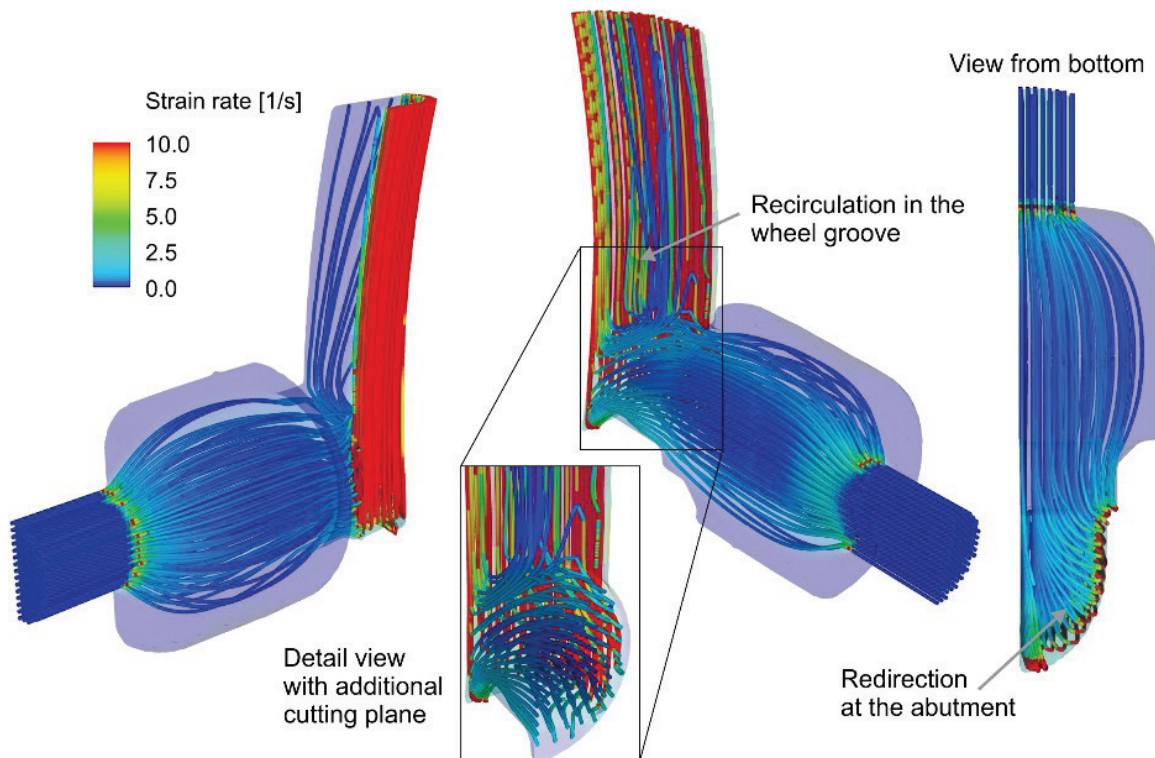 Strain rate [1/s]
10.0
7.5
5.0
2.5
0.0
View from bottom
Recirculation in the
wheel groove
Detail view
with additional
cutting plane
Redirection
at the abutment